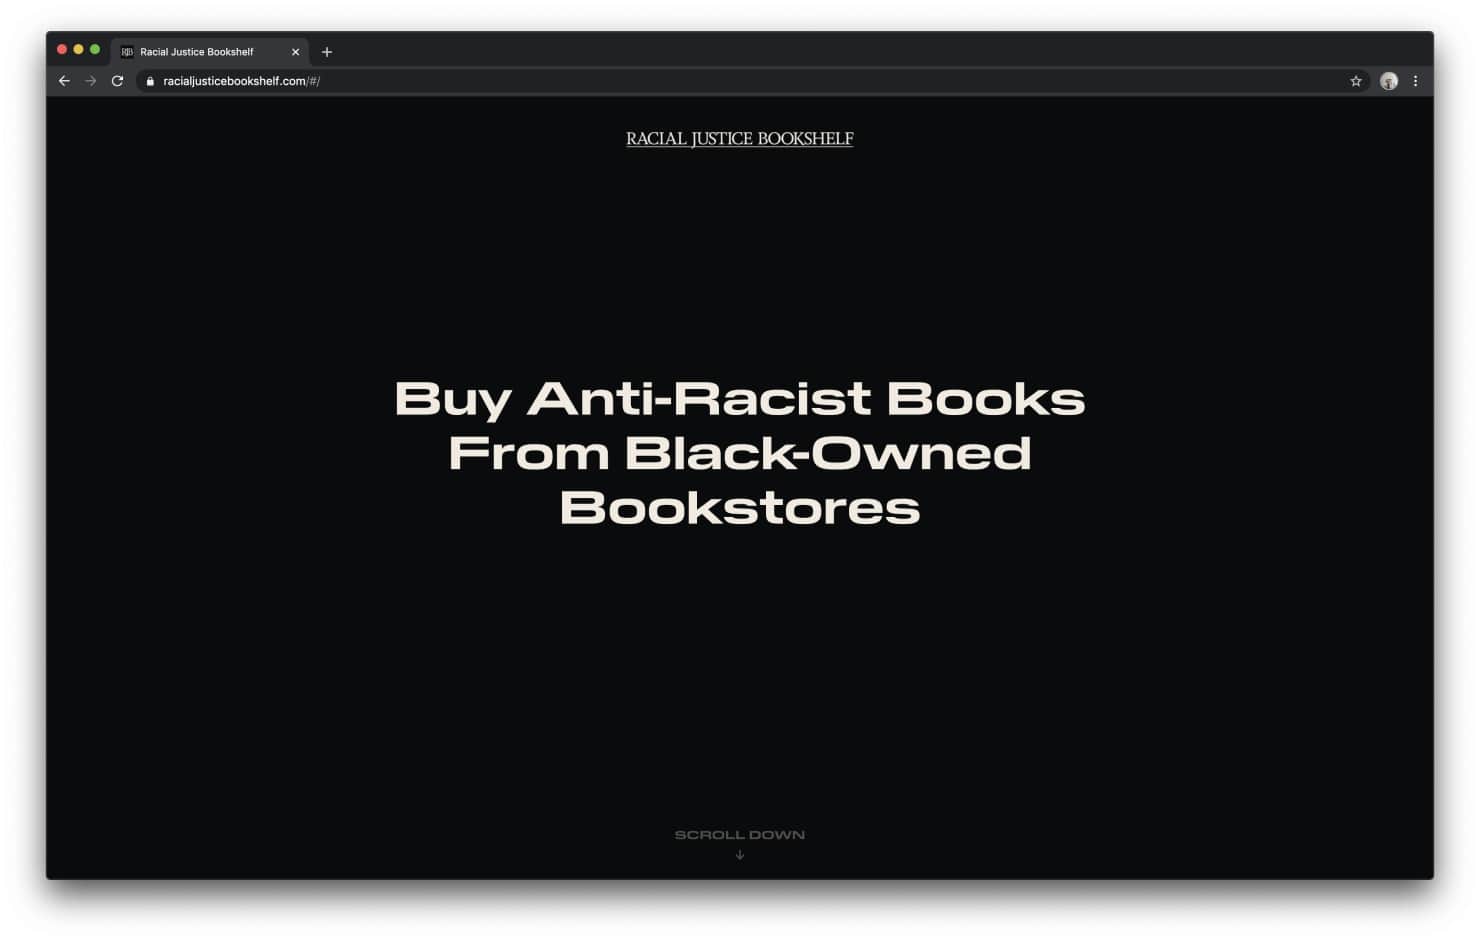 RJB Racial Justice Bookshelf
racialjusticebookshelf.com/#/
RACIAL JUSTICE BOOKSHELF
Buy Anti-Racist Books
From Black-Owned
Bookstores
SCROLL DOWN